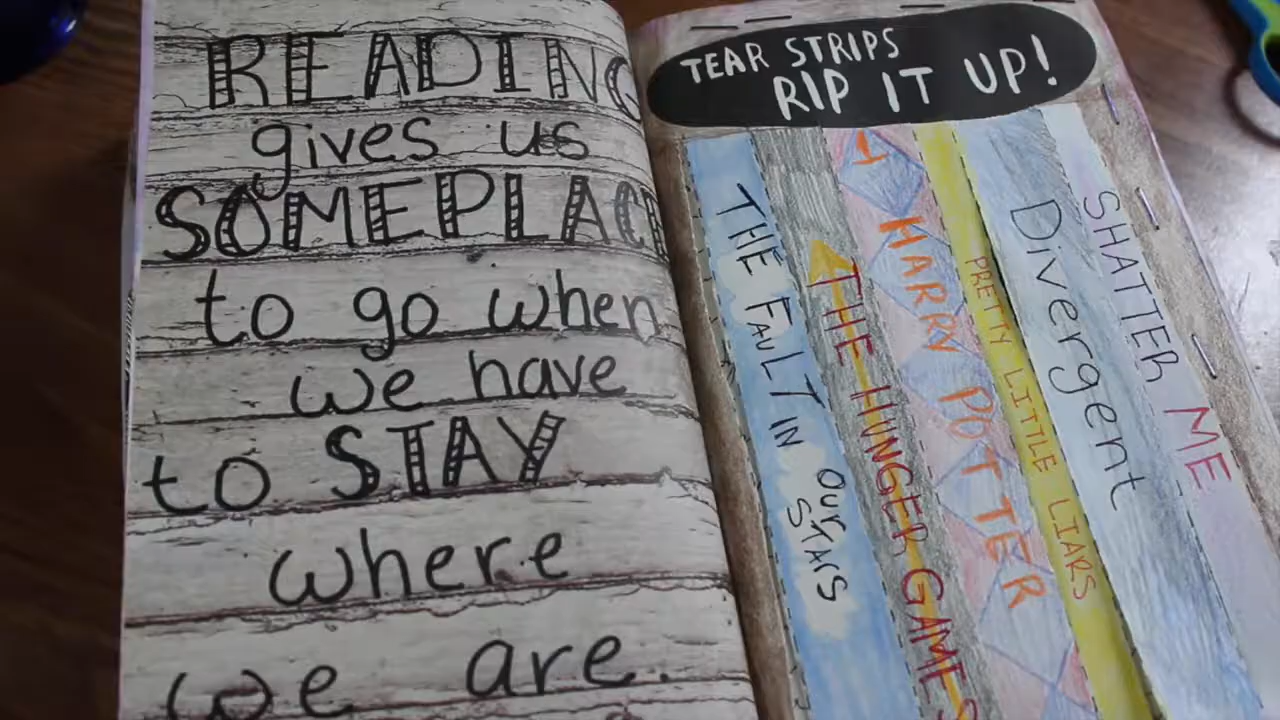 READING
gives us
SOMEPLACE
to go when
we have
to STAY
where
we are.
TEAR STRIPS
RIP IT UP!
THE FAULT IN OUR STARS
THE HUNGER GAMES
HARRY POTTER
PRETTY LITTLE LIARS
Divergent
SHATTER ME